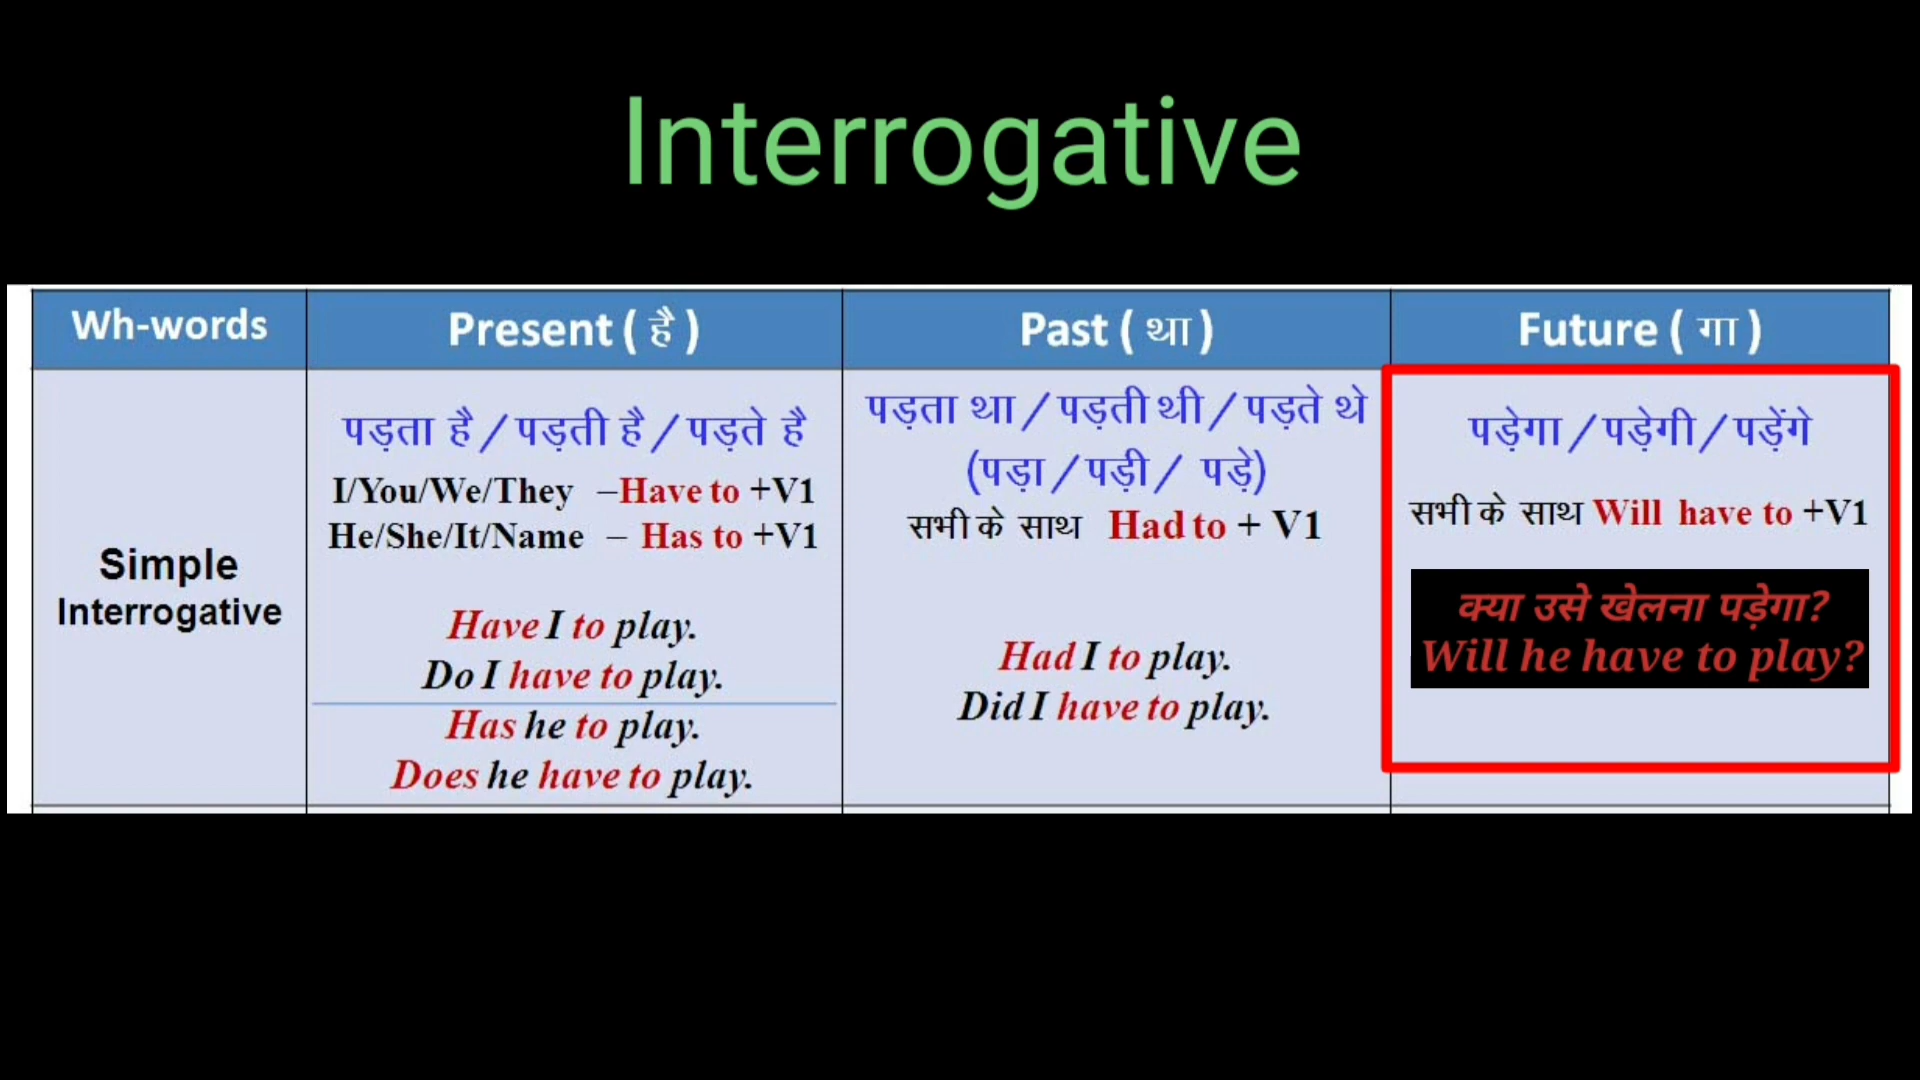 Interrogative
Wh-words
Present ( है )
Past ( था )
Future ( गा )
Simple
Interrogative
पड़ता है / पड़ती है / पड़ते है
I/You/We/They –Have to +V1
He/She/It/Name – Has to +V1
Have I to play.
Do I have to play.
Has he to play.
Does he have to play.
पड़ता था / पड़ती थी / पड़ते थे
(पड़ा / पड़ी / पड़े)
सभी के साथ Had to + V1
Had I to play.
Did I have to play.
पड़ेगा / पड़ेगी / पड़ेंगे
सभी के साथ Will have to +V1
क्या उसे खेलना पड़ेगा?
Will he have to play?